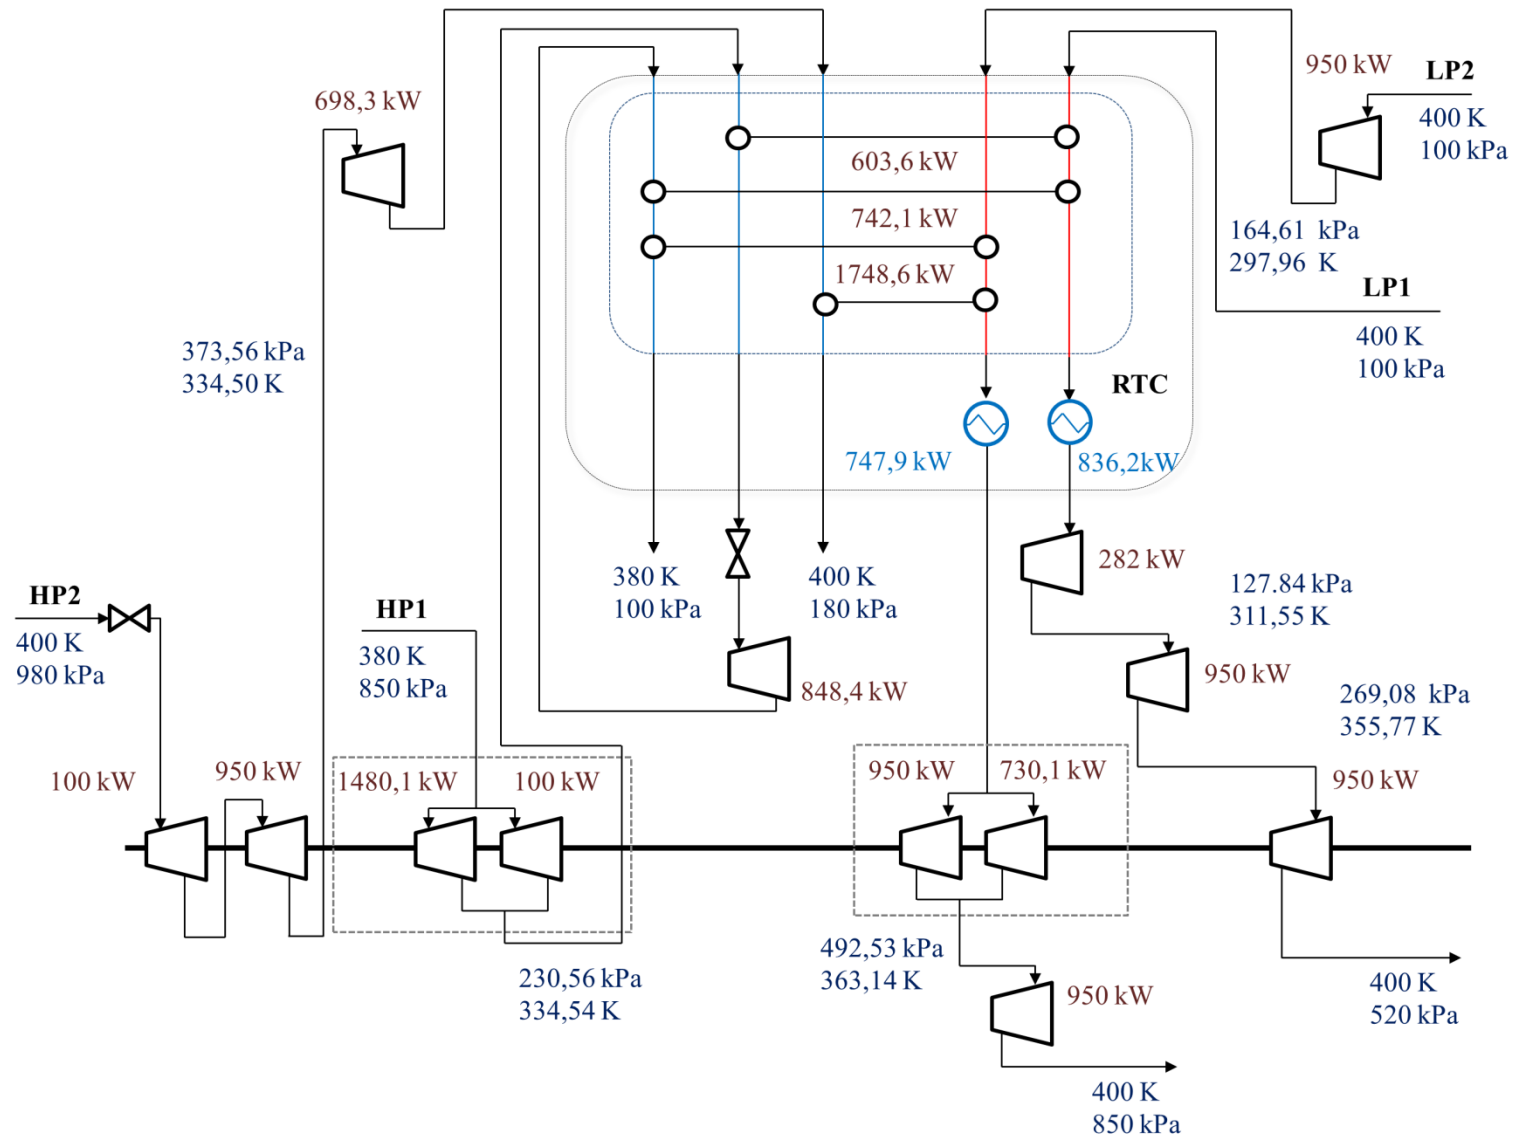 950 kW
LP2
698,3 kW
400 K
100 kPa
603,6 kW
742,1 kW
164,61 kPa
297,96 K
1748,6 kW
LP1
373,56 kPa
334,50 K
400 K
100 kPa
RTC
747,9 kW
836,2kW
282 kW
380 K
100 kPa
400 K
180 kPa
127.84 kPa
311,55 K
HP2
400 K
980 kPa
HP1
380 K
850 kPa
848,4 kW
950 kW
269,08 kPa
355,77 K
100 kW
950 kW
1480,1 kW
100 kW
950 kW
730,1 kW
950 kW
230,56 kPa
334,54 K
492,53 kPa
363,14 K
950 kW
400 K
520 kPa
400 K
850 kPa